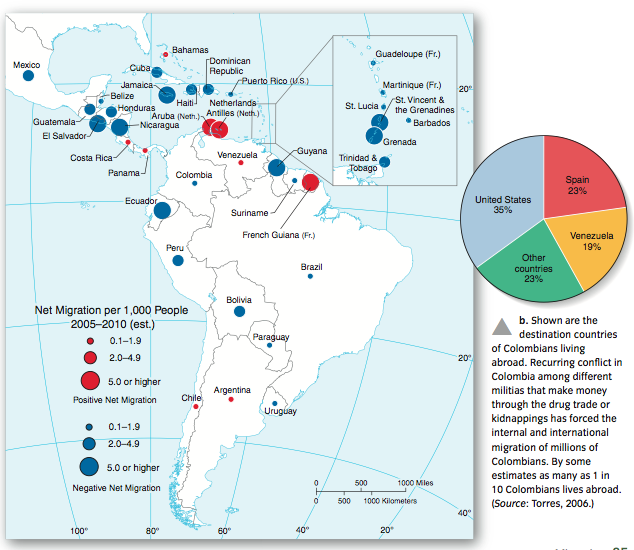 Bahamas
Mexico
Cuba
Dominican
Republic
Jamaica
Puerto Rico (U.S.)
Belize
Haiti
Honduras
Netherlands
Antilles (Neth.)
Aruba (Neth.)
Guatemala
El Salvador
Nicaragua
Costa Rica
Panama
Venezuela
Guyana
Colombia
Suriname
French Guiana (Fr.)
Ecuador
Peru
Brazil
Bolivia
Paraguay
Chile
Argentina
Uruguay
Guadeloupe (Fr.)
Martinique (Fr.)
St. Lucia
St. Vincent &
the Grenadines
Barbados
Grenada
Trinidad &
Tobago
20°
20°
40°
100°
80°
60°
40°
20°
Net Migration per 1,000 People
2005–2010 (est.)
0.1–1.9
2.0–4.9
5.0 or higher
Positive Net Migration
0.1–1.9
2.0–4.9
5.0 or higher
Negative Net Migration
0 500 1000 Miles
0 500 1000 Kilometers
United States
35%
Spain
23%
Venezuela
19%
Other
countries
23%
b. Shown are the
destination countries
of Colombians living
abroad. Recurring conflict in
Colombia among different
militias that make money
through the drug trade or
kidnappings has forced the
internal and international
migration of millions of
Colombians. By some
estimates as many as 1 in
10 Colombians lives abroad.
(Source: Torres, 2006.)